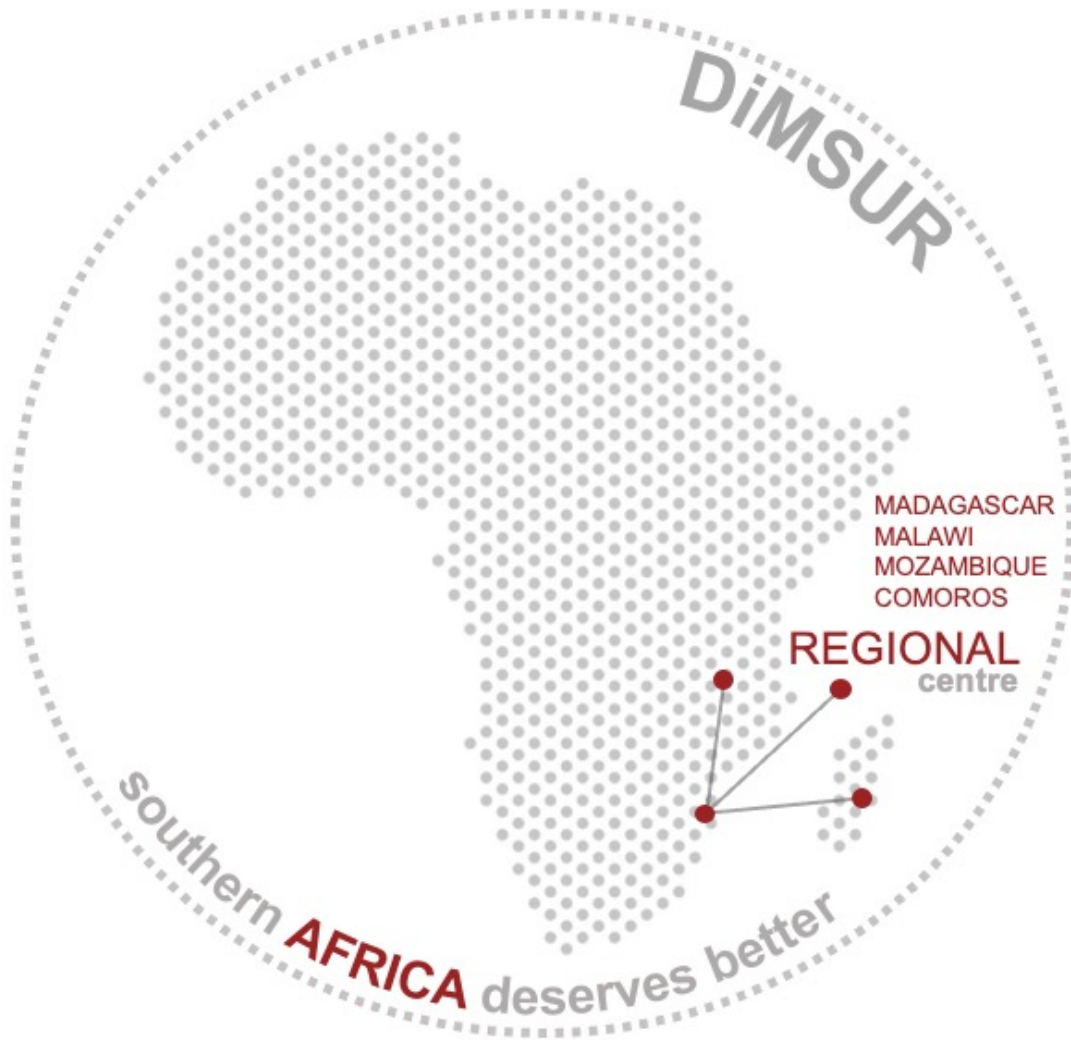 DiMSUR
MADAGASCAR
MALAWI
MOZAMBIQUE
COMOROS
REGIONAL
centre
southern AFRICA deserves better